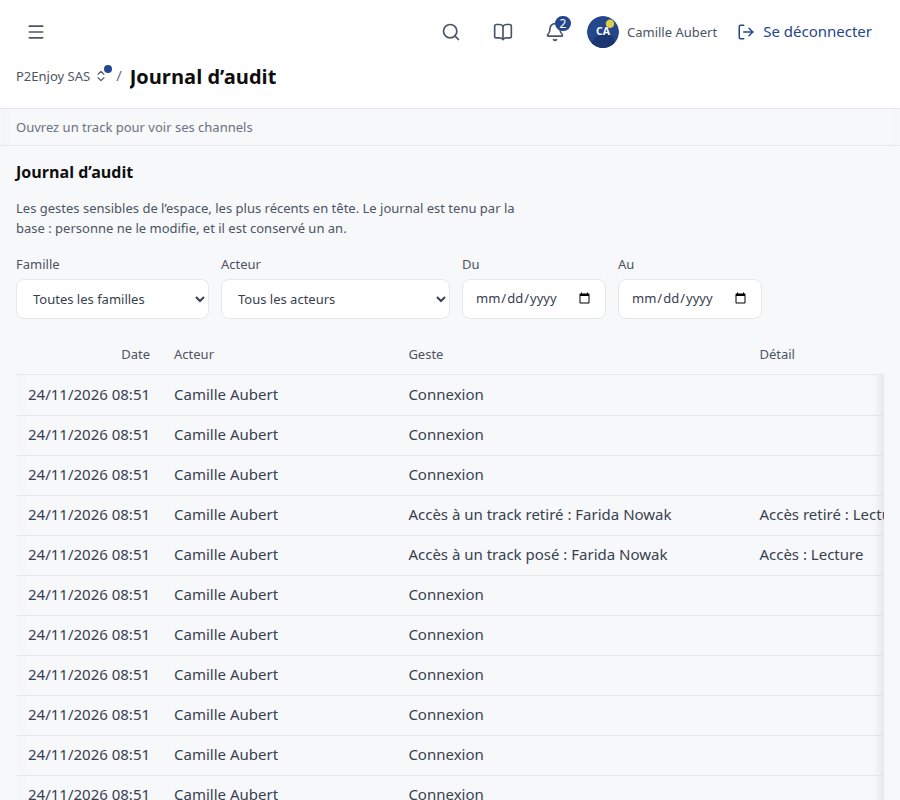 2
CA
Camille Aubert
Se déconnecter
P2Enjoy SAS / Journal d’audit
Ouvrez un track pour voir ses channels
Journal d’audit
Les gestes sensibles de l’espace, les plus récents en tête. Le journal est tenu par la
base : personne ne le modifie, et il est conservé un an.
Famille Acteur Du Au
Toutes les familles Tous les acteurs mm/dd/yyyy mm/dd/yyyy
Date Acteur Geste Détail
24/11/2026 08:51 Camille Aubert Connexion
24/11/2026 08:51 Camille Aubert Connexion
24/11/2026 08:51 Camille Aubert Connexion
24/11/2026 08:51 Camille Aubert Accès à un track retiré : Farida Nowak Accès retiré :
24/11/2026 08:51 Camille Aubert Accès à un track posé : Farida Nowak Accès : Lecture
24/11/2026 08:51 Camille Aubert Connexion
24/11/2026 08:51 Camille Aubert Connexion
24/11/2026 08:51 Camille Aubert Connexion
24/11/2026 08:51 Camille Aubert Connexion
24/11/2026 08:51 Camille Aubert Connexion
24/11/2026 08:51 Camille Aubert Connexion